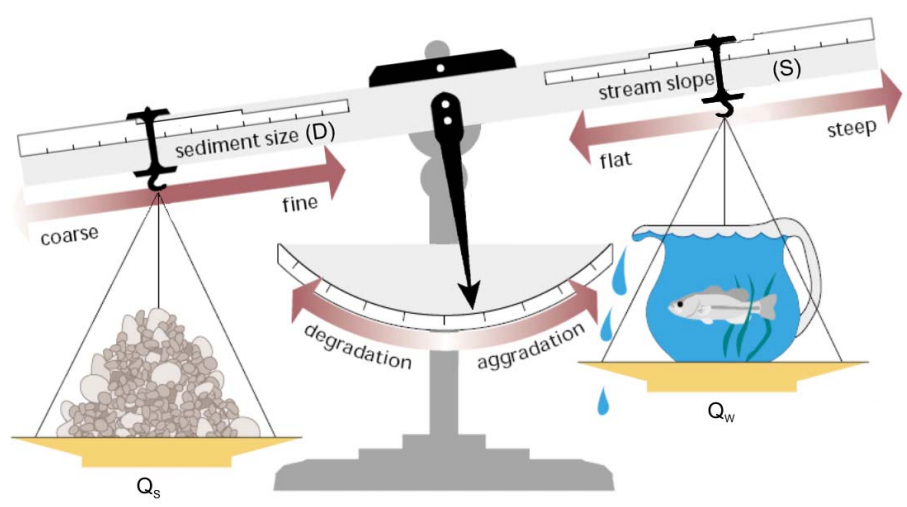 sediment size (D)
coarse
fine
stream slope (S)
flat
steep
degradation
aggradation
Qs
Qw